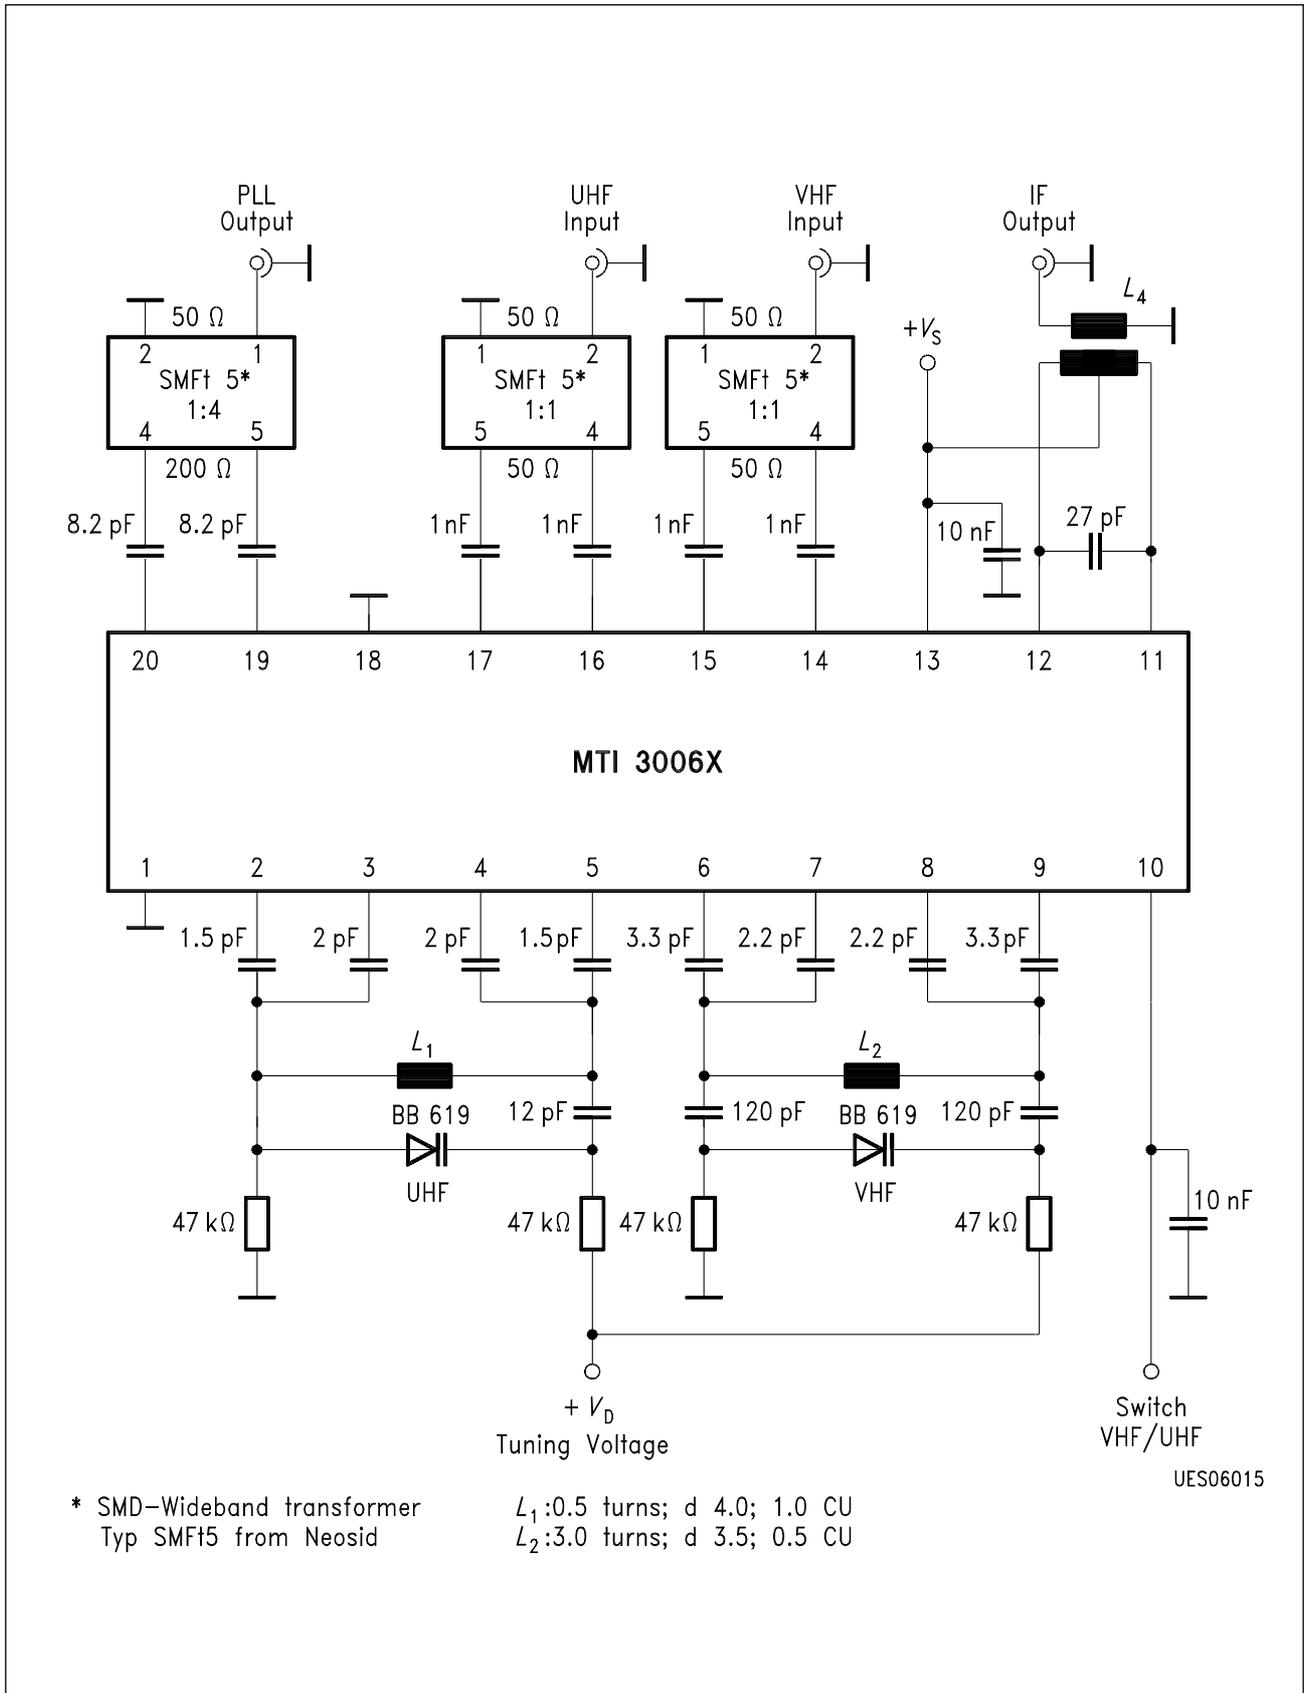 PLL Output
UHF Input
VHF Input
IF Output
L4
50 Ω
50 Ω
50 Ω
+VS
2 1
SMFt 5*
1:4
4 5
1 2
SMFt 5*
1:1
5 4
1 2
SMFt 5*
1:1
5 4
200 Ω
50 Ω
50 Ω
8.2 pF
8.2 pF
1 nF
1 nF
1 nF
1 nF
10 nF
27 pF
20 19 18 17 16 15 14 13 12 11
MTI 3006X
1 2 3 4 5 6 7 8 9 10
1.5 pF
2 pF
2 pF
1.5 pF
3.3 pF
2.2 pF
2.2 pF
3.3 pF
L1
L2
BB 619
12 pF
120 pF
BB 619
120 pF
UHF
VHF
47 kΩ
47 kΩ
47 kΩ
47 kΩ
10 nF
+ VD
Tuning Voltage
Switch
VHF/UHF
UES06015
* SMD-Wideband transformer
Typ SMFt5 from Neosid
L1:0.5 turns; d 4.0; 1.0 CU
L2:3.0 turns; d 3.5; 0.5 CU